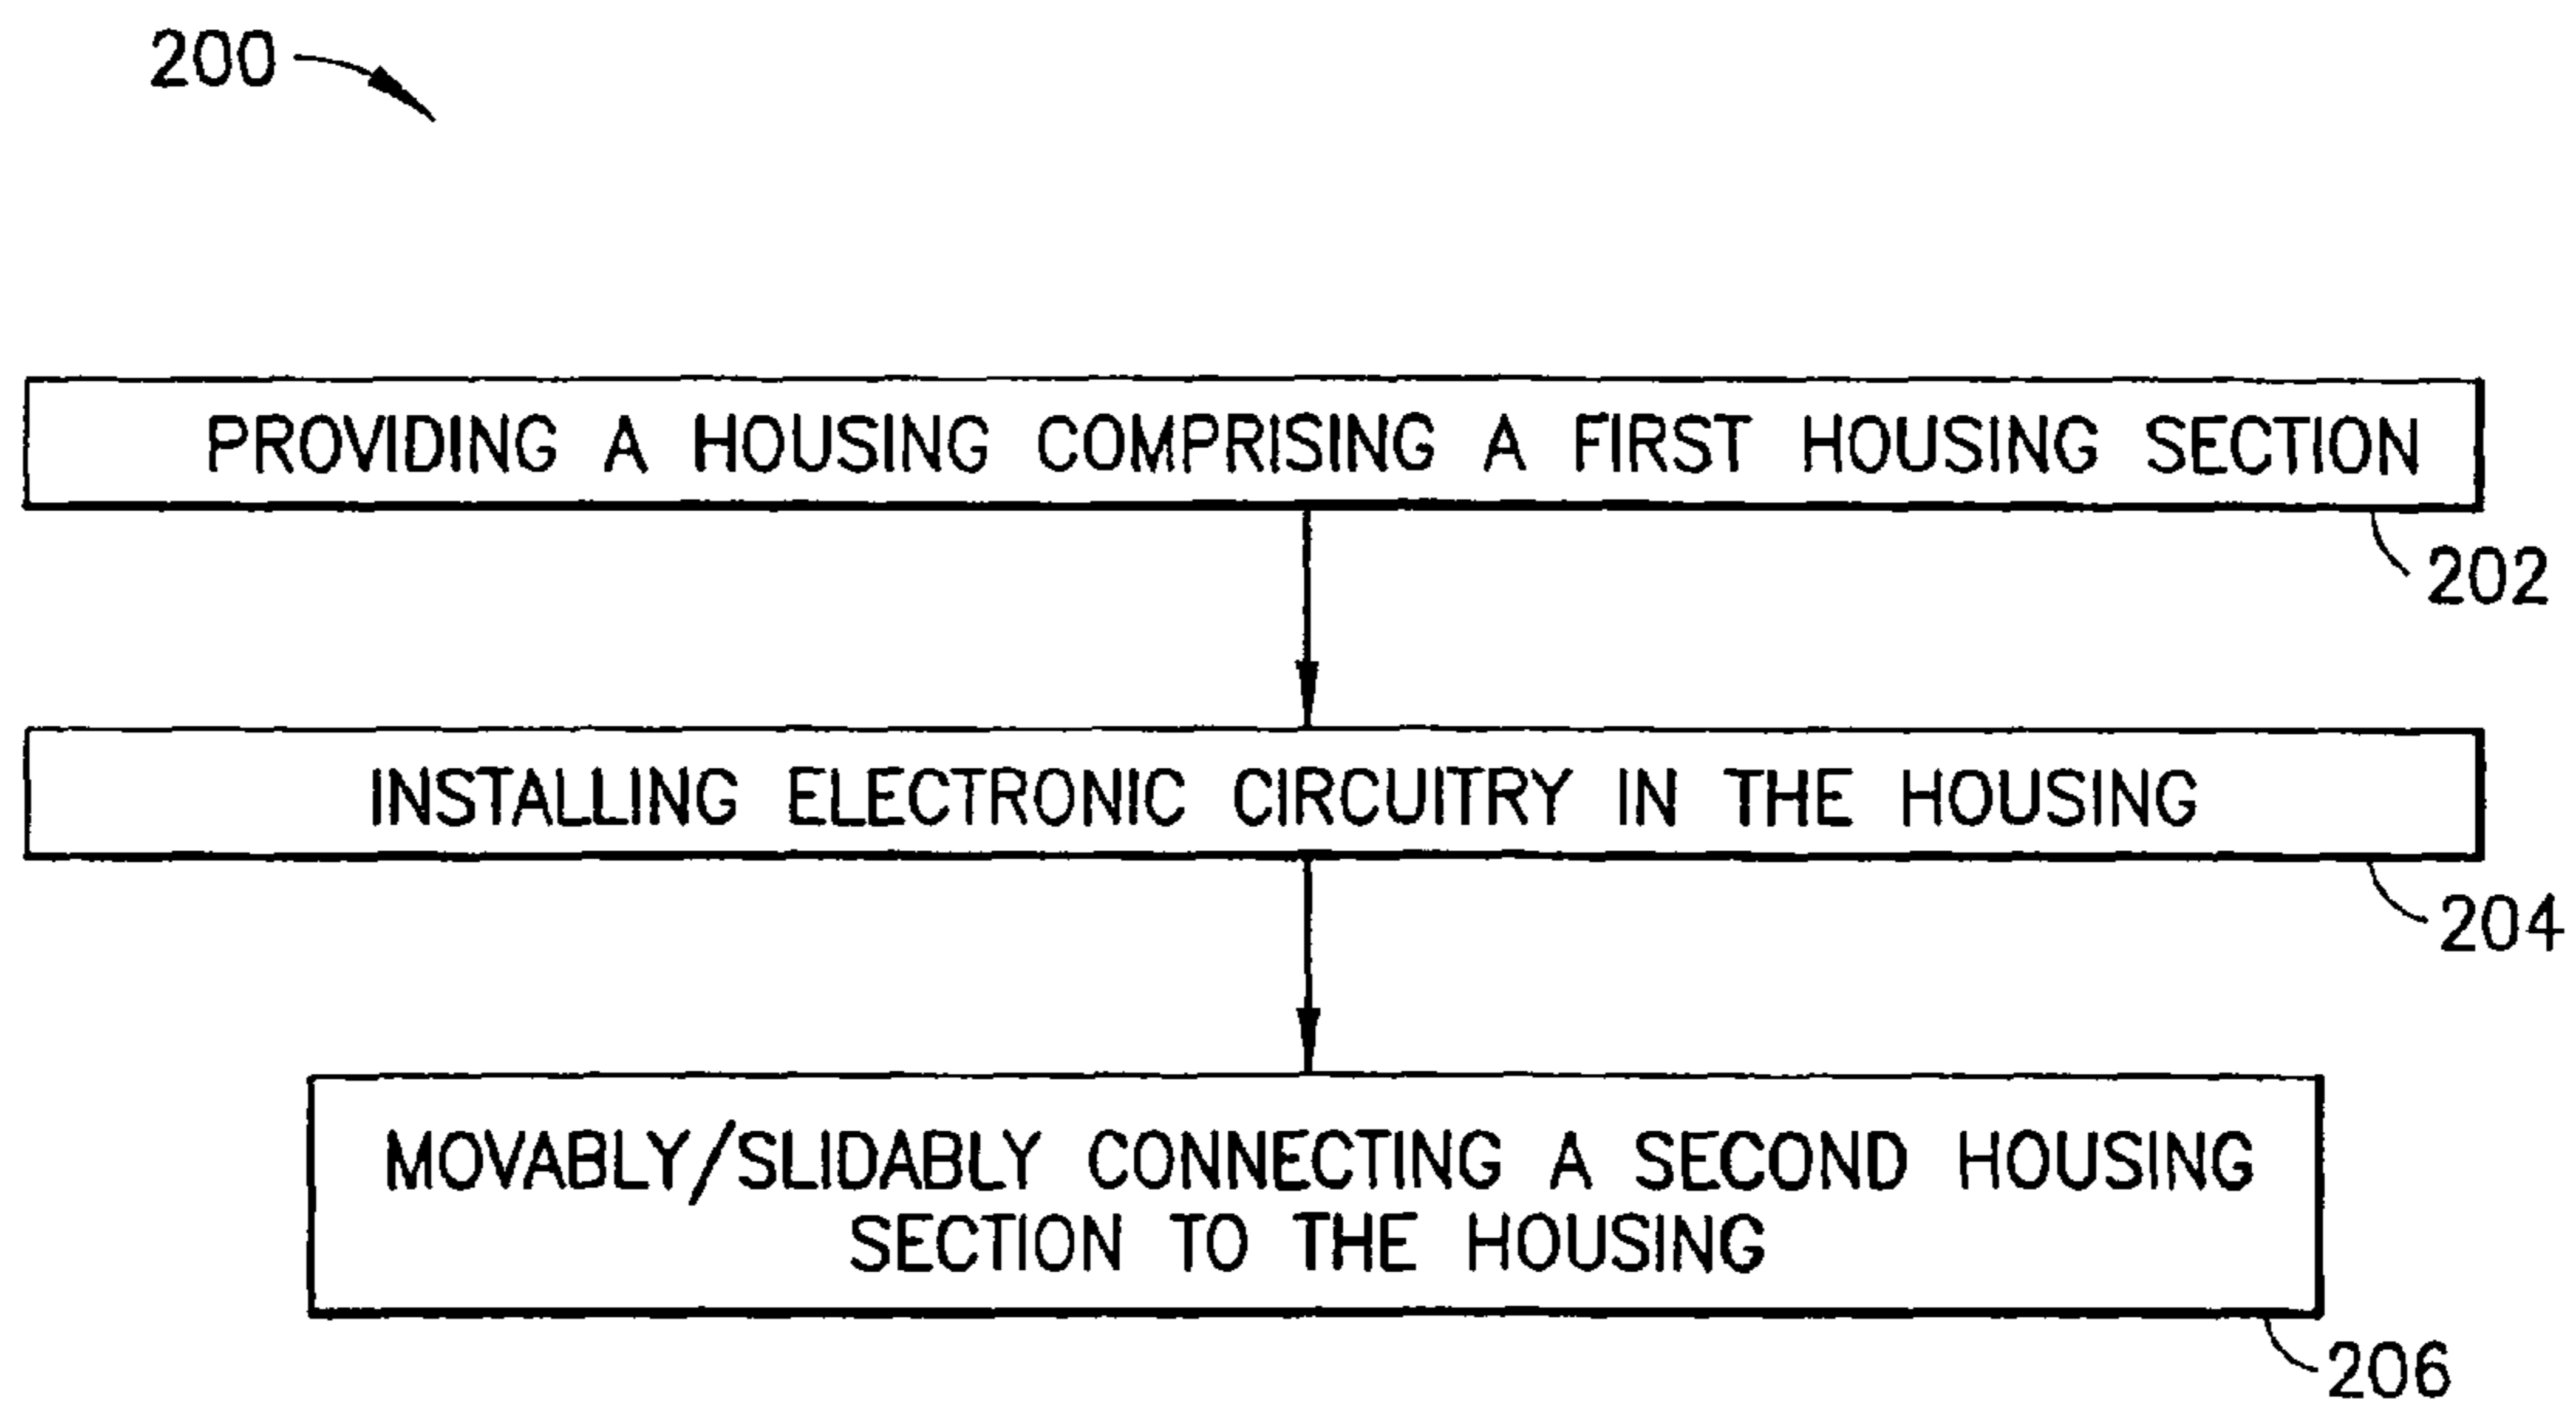 200
PROVIDING A HOUSING COMPRISING A FIRST HOUSING SECTION
202
INSTALLING ELECTRONIC CIRCUITRY IN THE HOUSING
204
MOVABLY/SLIDABLY CONNECTING A SECOND HOUSING
SECTION TO THE HOUSING
206